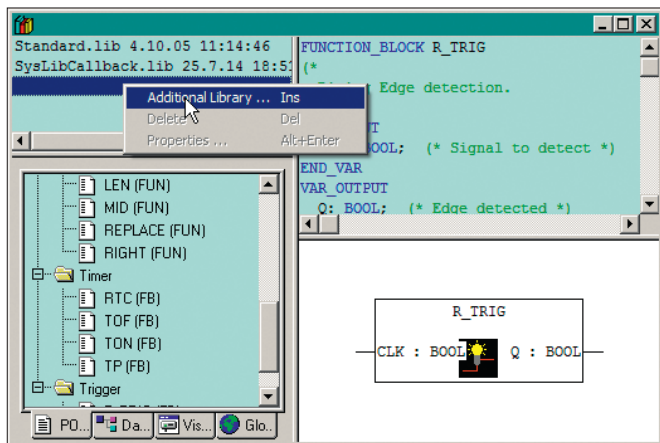 Standard.lib 4.10.05 11:14:46
SysLibCallback.lib 25.7.14 18:5
Additional Library ... Ins
Delete Del
Properties ... Alt+Enter
FUNCTION_BLOCK R_TRIG
(*
Edge detection.
BOOL; (* Signal to detect *)
END_VAR
VAR_OUTPUT
Q: BOOL; (* Edge detected *)
LEN (FUN)
MID (FUN)
REPLACE (FUN)
RIGHT (FUN)
Timer
RTC (FB)
TOF (FB)
TON (FB)
TP (FB)
Trigger
PO...
Da...
Vis...
Glo..
R_TRIG
CLK : BOOL
Q : BOOL